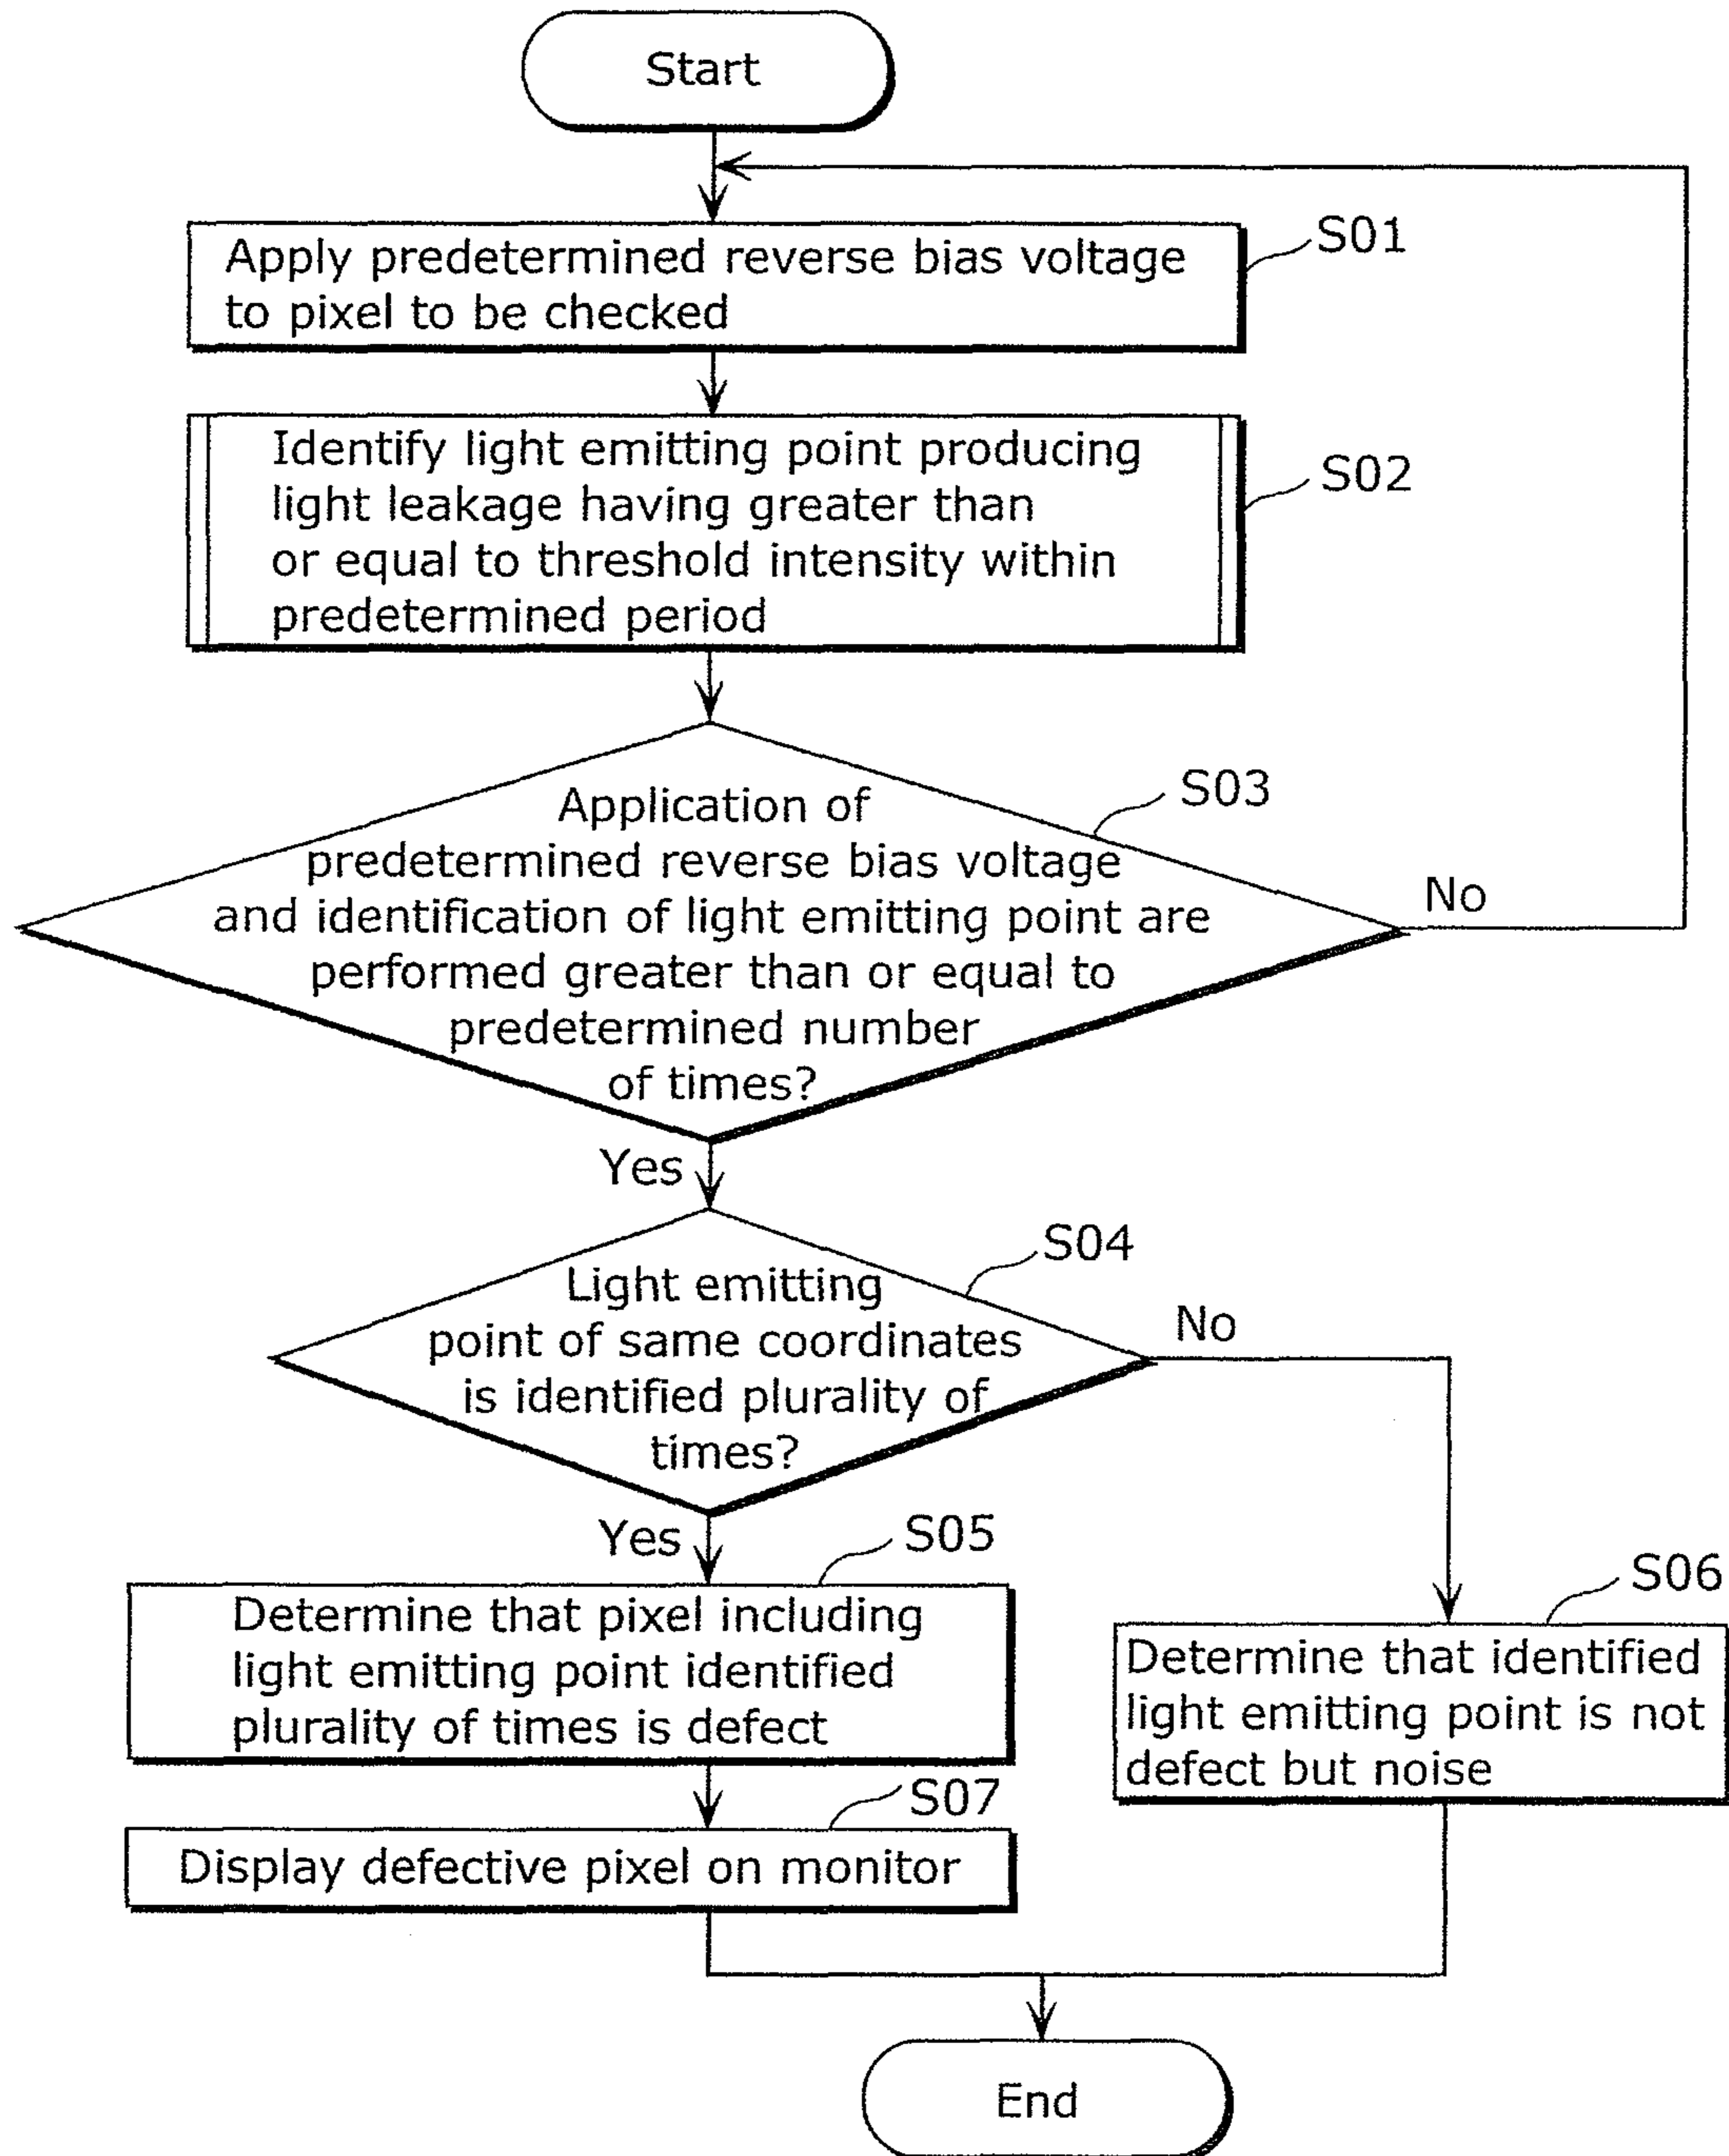 Start
Apply predetermined reverse bias voltage
to pixel to be checked
S01
Identify light emitting point producing
light leakage having greater than
or equal to threshold intensity within
predetermined period
S02
Application of
predetermined reverse bias voltage
and identification of light emitting point are
performed greater than or equal to
predetermined number
of times?
S03
No
Yes
Light emitting
point of same coordinates
is identified plurality of
times?
S04
No
Yes
S05
Determine that pixel including
light emitting point identified
plurality of times is defect
S06
Determine that identified
light emitting point is not
defect but noise
S07
Display defective pixel on monitor
End